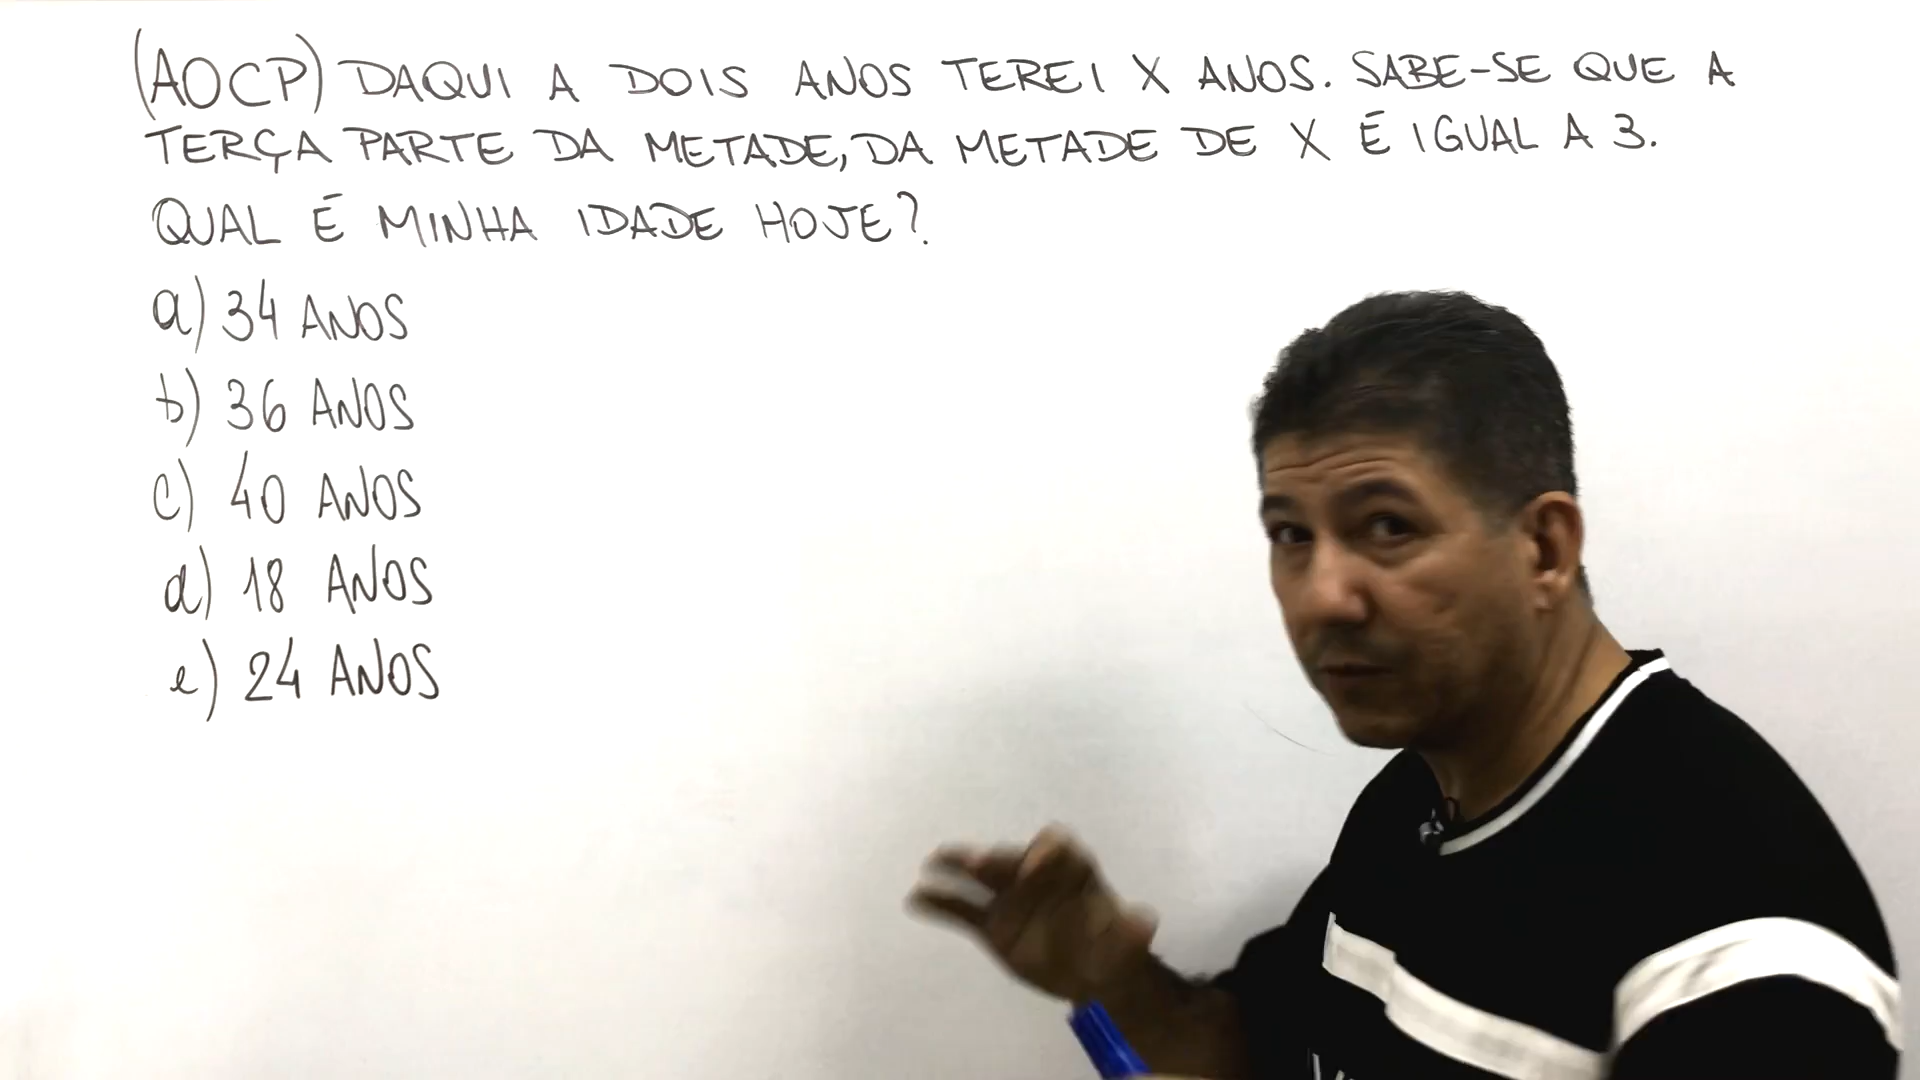 (AOCP) DAQUI A DOIS ANOS TEREI X ANOS. SABE-SE QUE A
TERÇA PARTE DA METADE, DA METADE DE X É IGUAL A 3.
QUAL É MINHA IDADE HOJE?
a) 34 ANOS
b) 36 ANOS
c) 40 ANOS
d) 18 ANOS
e) 24 ANOS